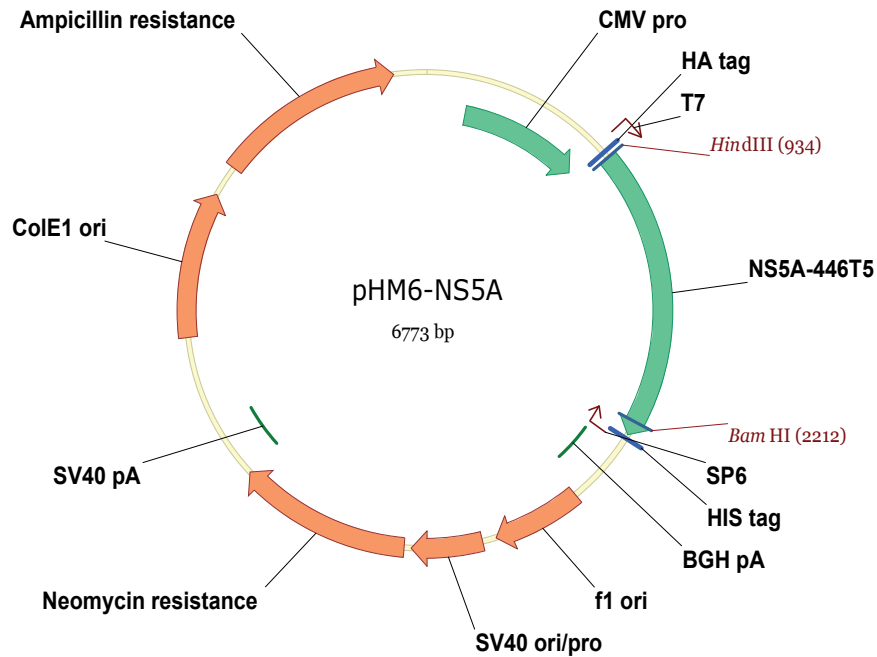 Ampicillin resistance
CMV pro
HA tag
T7
HindIII (934)
ColE1 ori
NS5A-446T5
pHM6-NS5A
6773 bp
Bam HI (2212)
SV40 pA
SP6
HIS tag
BGH pA
Neomycin resistance
f1 ori
SV40 ori/pro